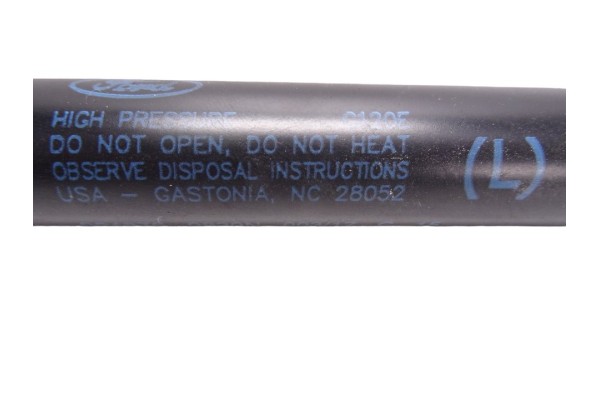 Ford
HIGH PRESSURE
DO NOT OPEN, DO NOT HEAT
OBSERVE DISPOSAL INSTRUCTIONS
USA – GASTONIA, NC 28052
(L)